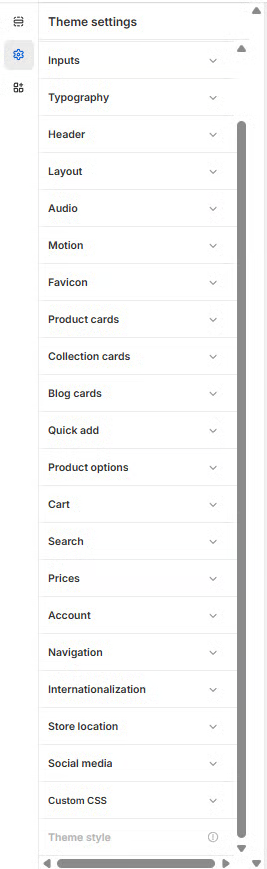 Theme settings
Inputs
Typography
Header
Layout
Audio
Motion
Favicon
Product cards
Collection cards
Blog cards
Quick add
Product options
Cart
Search
Prices
Account
Navigation
Internationalization
Store location
Social media
Custom CSS
Theme style